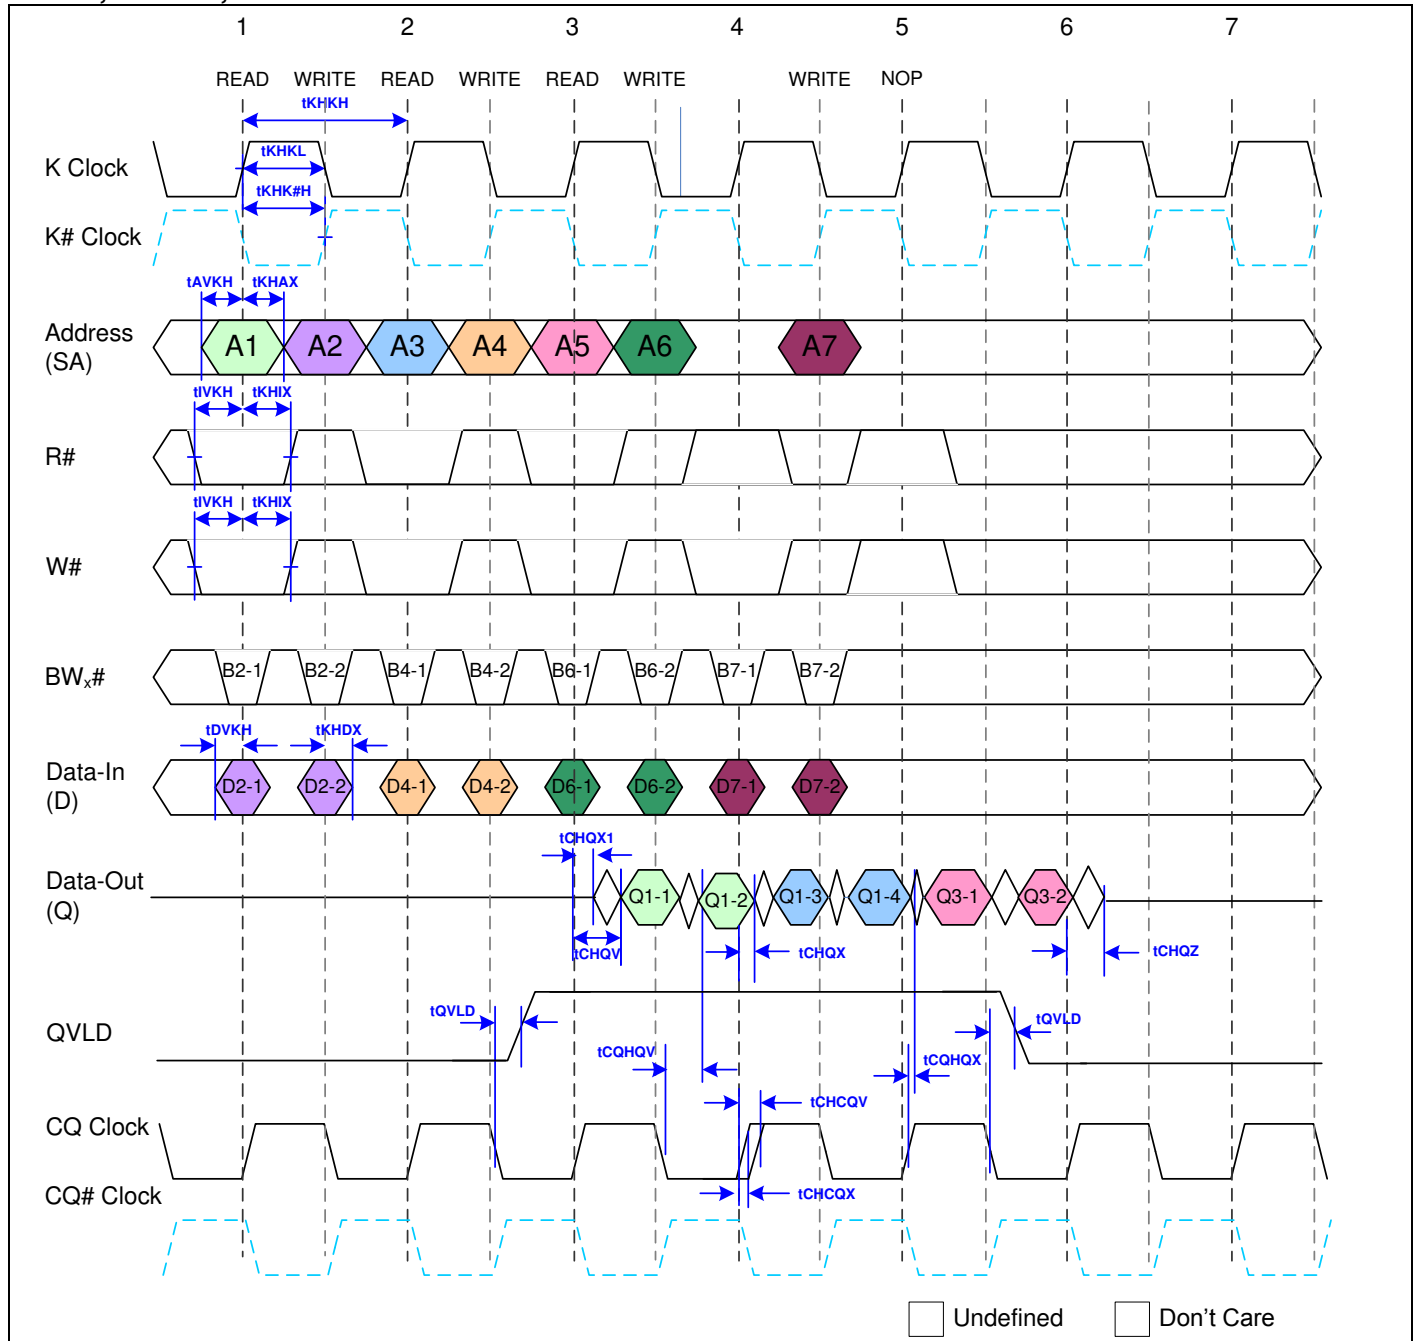 1 2 3 4 5 6 7
READ WRITE READ WRITE READ WRITE WRITE NOP
tKHKH
K Clock
tKHKL
tKHK#H
K# Clock
tAVKH tKHAX
Address
(SA)
A1 A2 A3 A4 A5 A6 A7
tIVKH tKHIX
R#
tIVKH tKHIX
W#
BWx#
B2-1 B2-2 B4-1 B4-2 B6-1 B6-2 B7-1 B7-2
tDVKH tKHDX
Data-In
(D)
D2-1 D2-2 D4-1 D4-2 D6-1 D6-2 D7-1 D7-2
tCHQX1
Data-Out
(Q)
Q1-1 Q1-2 Q1-3 Q1-4 Q3-1 Q3-2
tCHQV tCHQX tCHQZ
QVLD
tQVLD tQVLD
tCQHQV tCQHQX
tCHCQV
CQ Clock
tCHCQX
CQ# Clock
Undefined Don't Care